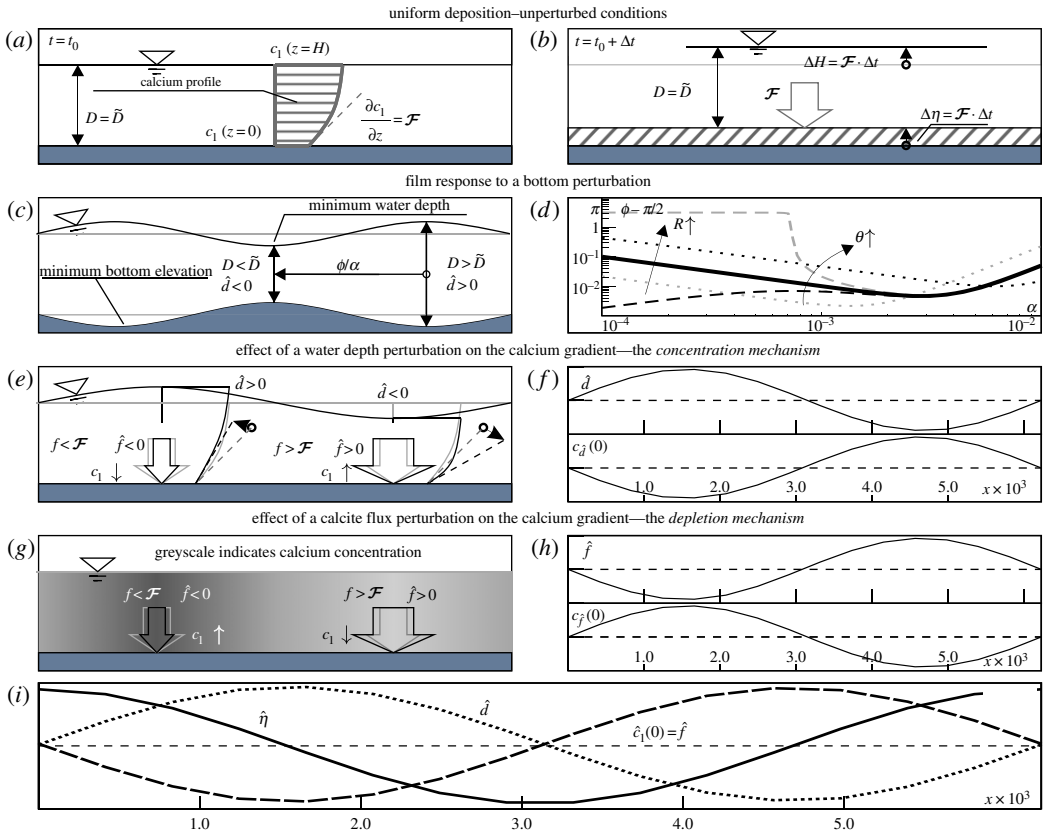 uniform deposition–unperturbed conditions
(a)
t = t₀
c₁ (z = H)
calcium profile
D = D̃
c₁ (z = 0)
∂c₁/∂z = 𝓕
(b)
t = t₀ + Δt
ΔH = 𝓕 · Δt
D = D̃
𝓕
Δη = 𝓕 · Δt
film response to a bottom perturbation
(c)
minimum water depth
D < D̃
d̂ < 0
ϕ/α
D > D̃
d̂ > 0
minimum bottom elevation
(d)
π
ϕ – π/2
R↑
θ↑
1
10⁻¹
10⁻²
α
10⁻⁴
10⁻³
10⁻²
effect of a water depth perturbation on the calcium gradient—the concentration mechanism
(e)
d̂ > 0
d̂ < 0
f < 𝓕
f̂ < 0
c₁ ↓
f > 𝓕
f̂ > 0
c₁ ↑
(f)
d̂
c_d̂ (0)
1.0 2.0 3.0 4.0 5.0 x × 10³
effect of a calcite flux perturbation on the calcium gradient—the depletion mechanism
(g)
greyscale indicates calcium concentration
f < 𝓕 f̂ < 0
c₁ ↑
f > 𝓕 f̂ > 0
c₁ ↓
(h)
f̂
c_f̂ (0)
1.0 2.0 3.0 4.0 5.0 x × 10³
(i)
η̂
d̂
ĉ₁(0) = f̂
x × 10³
1.0 2.0 3.0 4.0 5.0